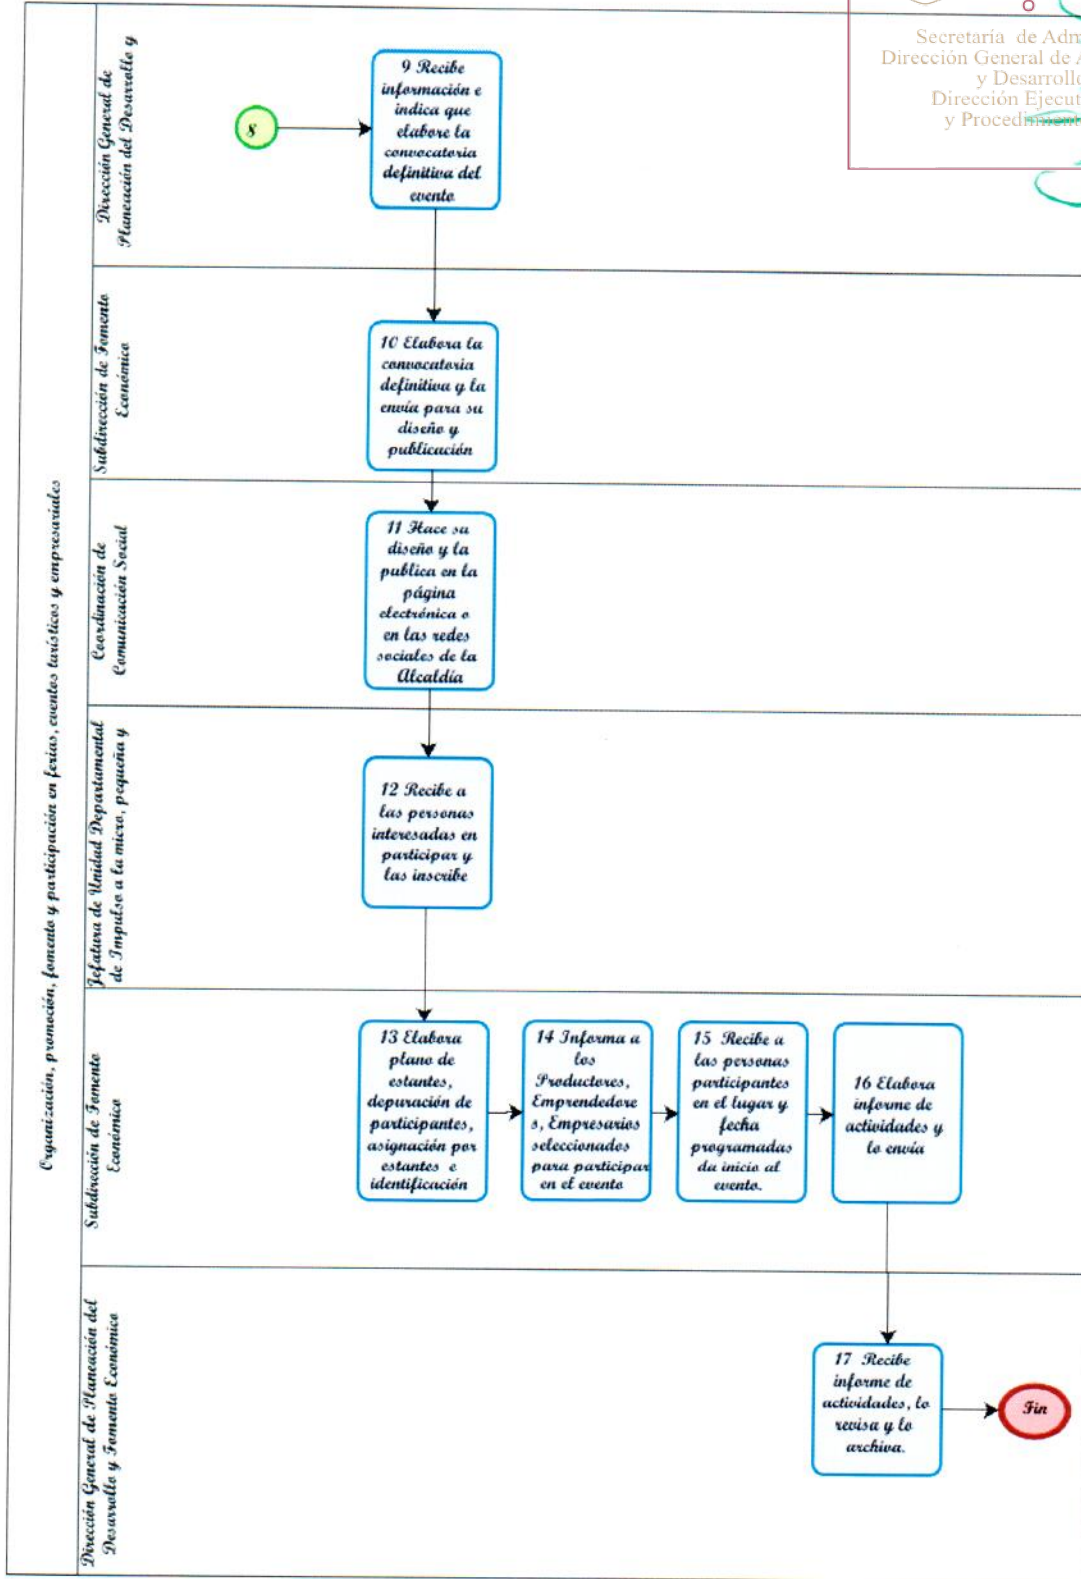 Secretaría de Adm
Dirección General de A
y Desarrollo
Dirección Ejecut
y Procedimient
Organización, promoción, fomento y participación en ferias, eventos turísticos y empresariales
Dirección General de
Planeación del Desarrollo y
8
9 Recibe
información e
indica que
elabore la
convocatoria
definitiva del
evento
Subdirección de Fomento
Económico
10 Elabora la
convocatoria
definitiva y la
envía para su
diseño y
publicación
Coordinación de
Comunicación Social
11 Hace su
diseño y la
publica en la
página
electrónica o
en las redes
sociales de la
Alcaldía
Jefatura de Unidad Departamental
de Impulso a la micro, pequeña y
12 Recibe a
las personas
interesadas en
participar y
las inscribe
Subdirección de Fomento
Económico
13 Elabora
plano de
estantes,
depuración de
participantes,
asignación por
estantes e
identificación
14 Informa a
los
Productores,
Emprendedore
s, Empresarios
seleccionados
para participar
en el evento
15 Recibe a
las personas
participantes
en el lugar y
fecha
programadas
da inicio al
evento.
16 Elabora
informe de
actividades y
lo envía
Dirección General de Planeación del
Desarrollo y Fomento Económico
17 Recibe
informe de
actividades, lo
revisa y lo
archiva.
Fin